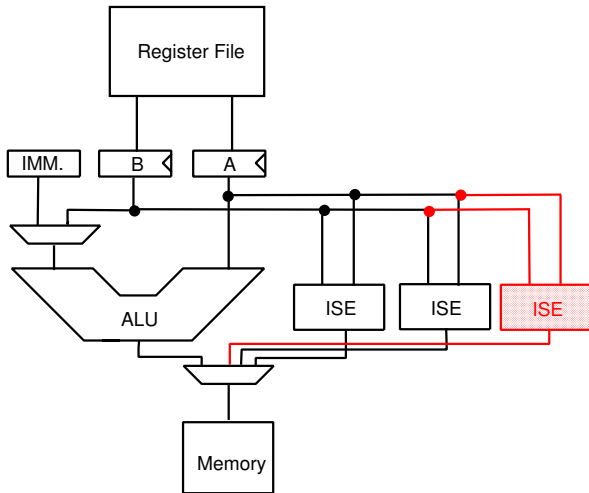 Register File
IMM.
B
A
ALU
ISE
ISE
ISE
Memory